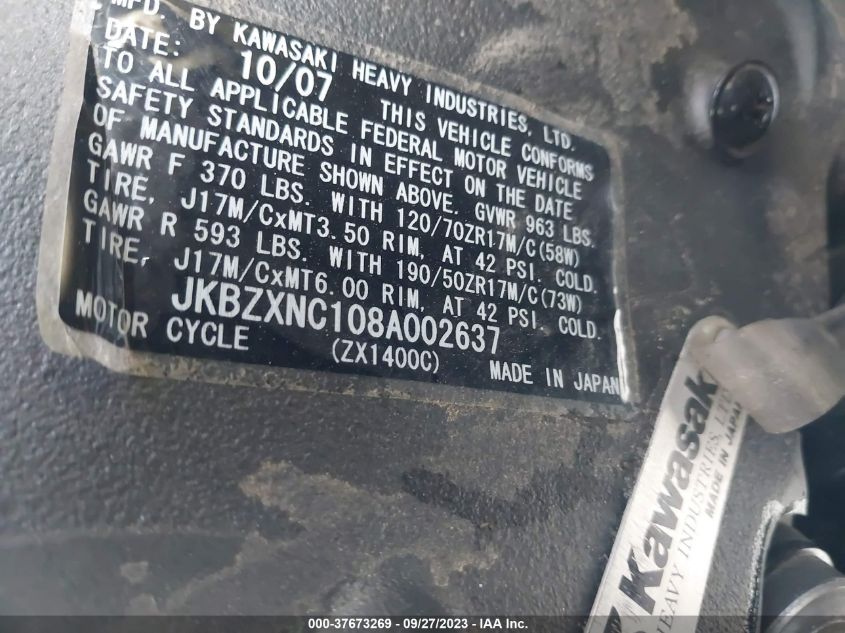 MFD. BY KAWASAKI HEAVY INDUSTRIES, LTD.
DATE: 10/07 THIS VEHICLE CONFORMS
TO ALL APPLICABLE FEDERAL MOTOR VEHICLE
SAFETY STANDARDS IN EFFECT ON THE DATE
OF MANUFACTURE SHOWN ABOVE. GVWR 963 LBS.
GAWR F 370 LBS. WITH 120/70ZR17M/C(58W)
TIRE, J17M/CxMT3.50 RIM, AT 42 PSI. COLD.
GAWR R 593 LBS. WITH 190/50ZR17M/C(73W)
TIRE, J17M/CxMT6.00 RIM, AT 42 PSI. COLD.
JKBZXNC108A002637
MOTOR CYCLE (ZX1400C) MADE IN JAPAN
Kawasaki
HEAVY INDUSTRIES, LTD.
MADE IN JAPAN
000-37673269 - 09/27/2023 - IAA Inc.